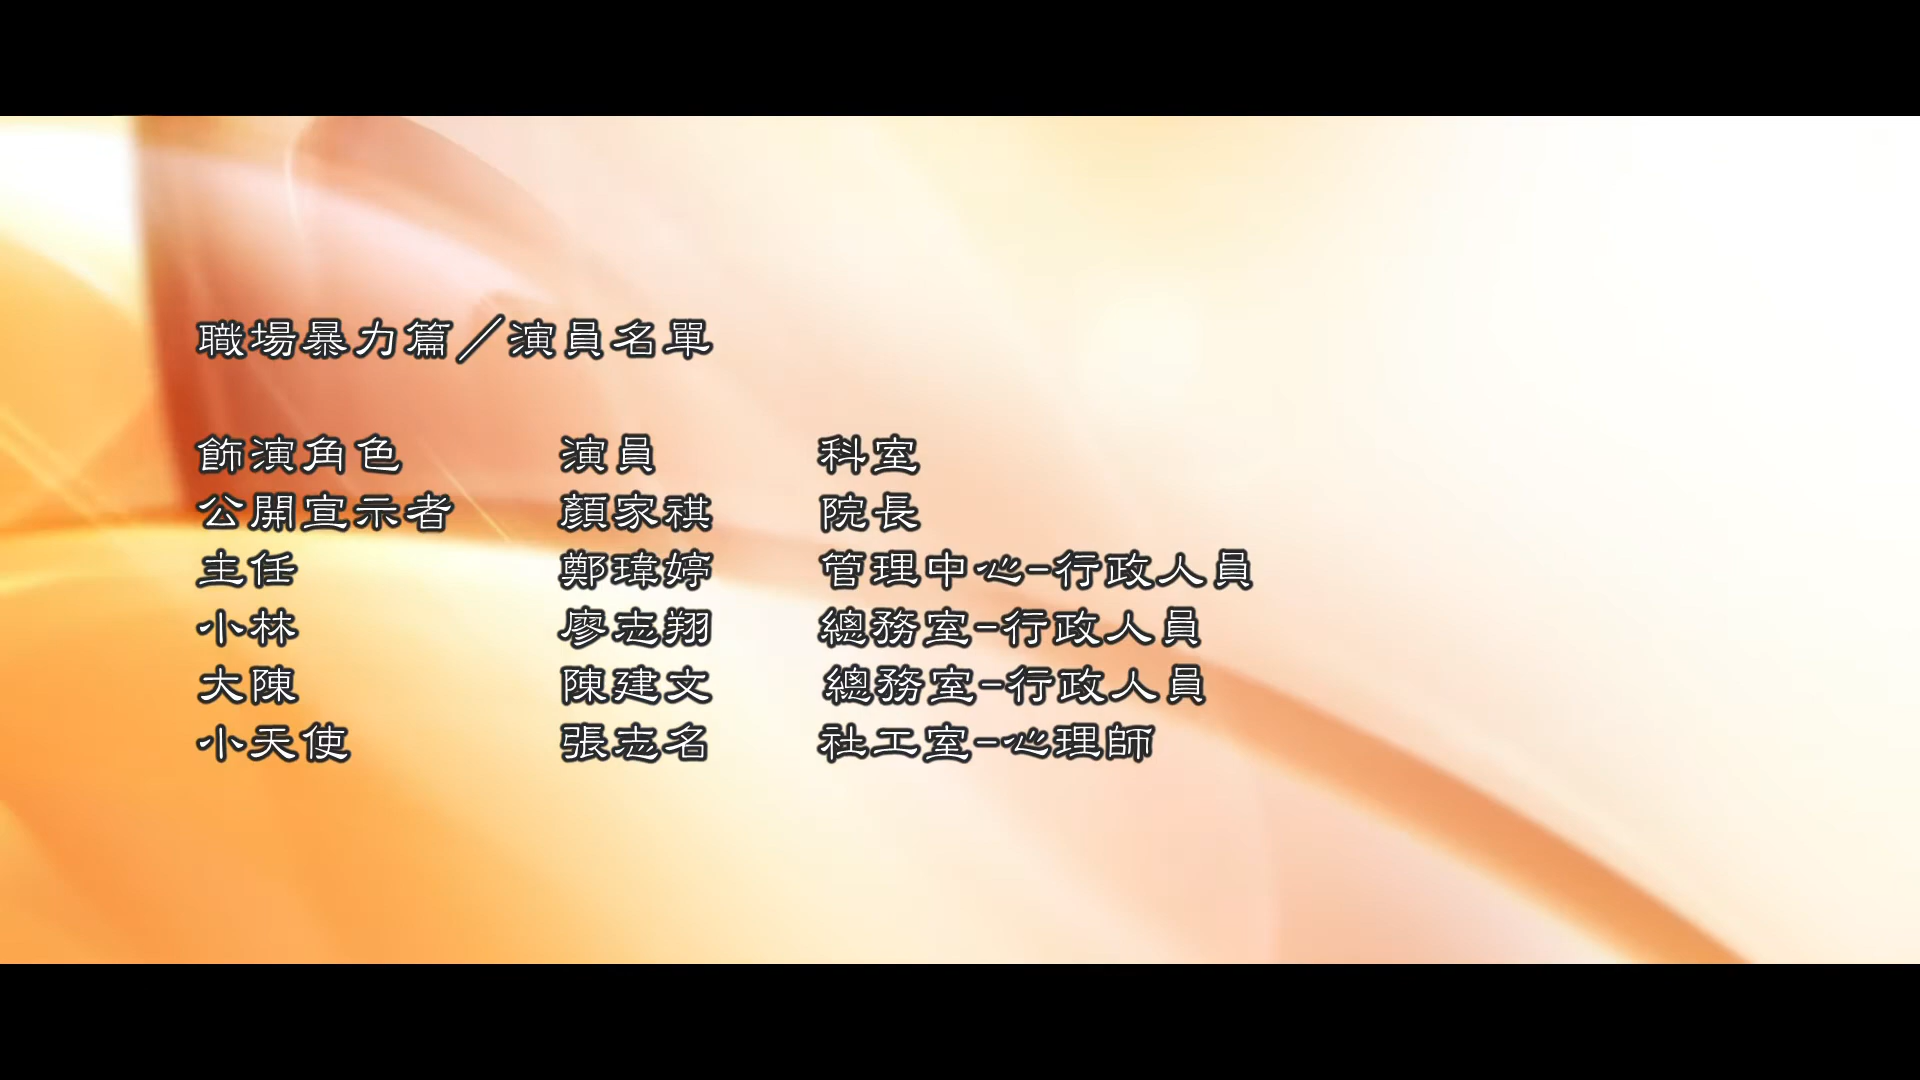 職場暴力篇／演員名單
飾演角色 演員 科室
公開宣示者 顏家祺 院長
主任 鄭瑋婷 管理中心-行政人員
小林 廖志翔 總務室-行政人員
大陳 陳建文 總務室-行政人員
小天使 張志名 社工室-心理師